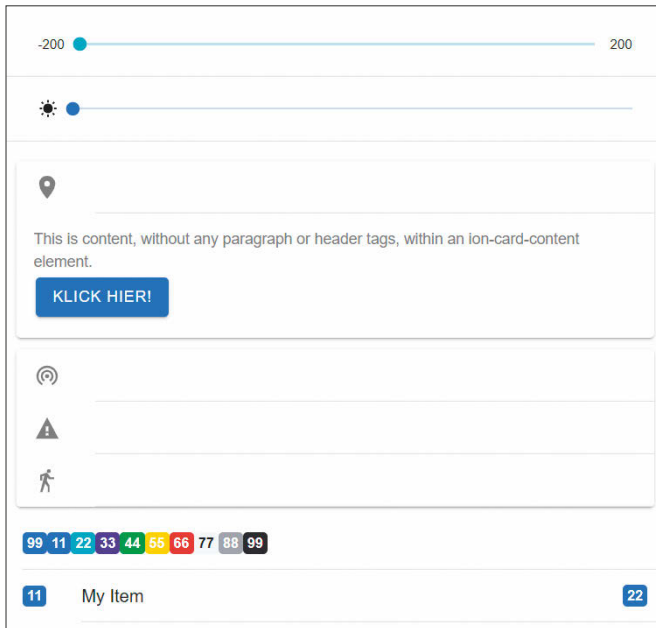 -200 200
This is content, without any paragraph or header tags, within an ion-card-content
element.
KLICK HIER!
99 11 22 33 44 55 66 77 88 99
11 My Item 22